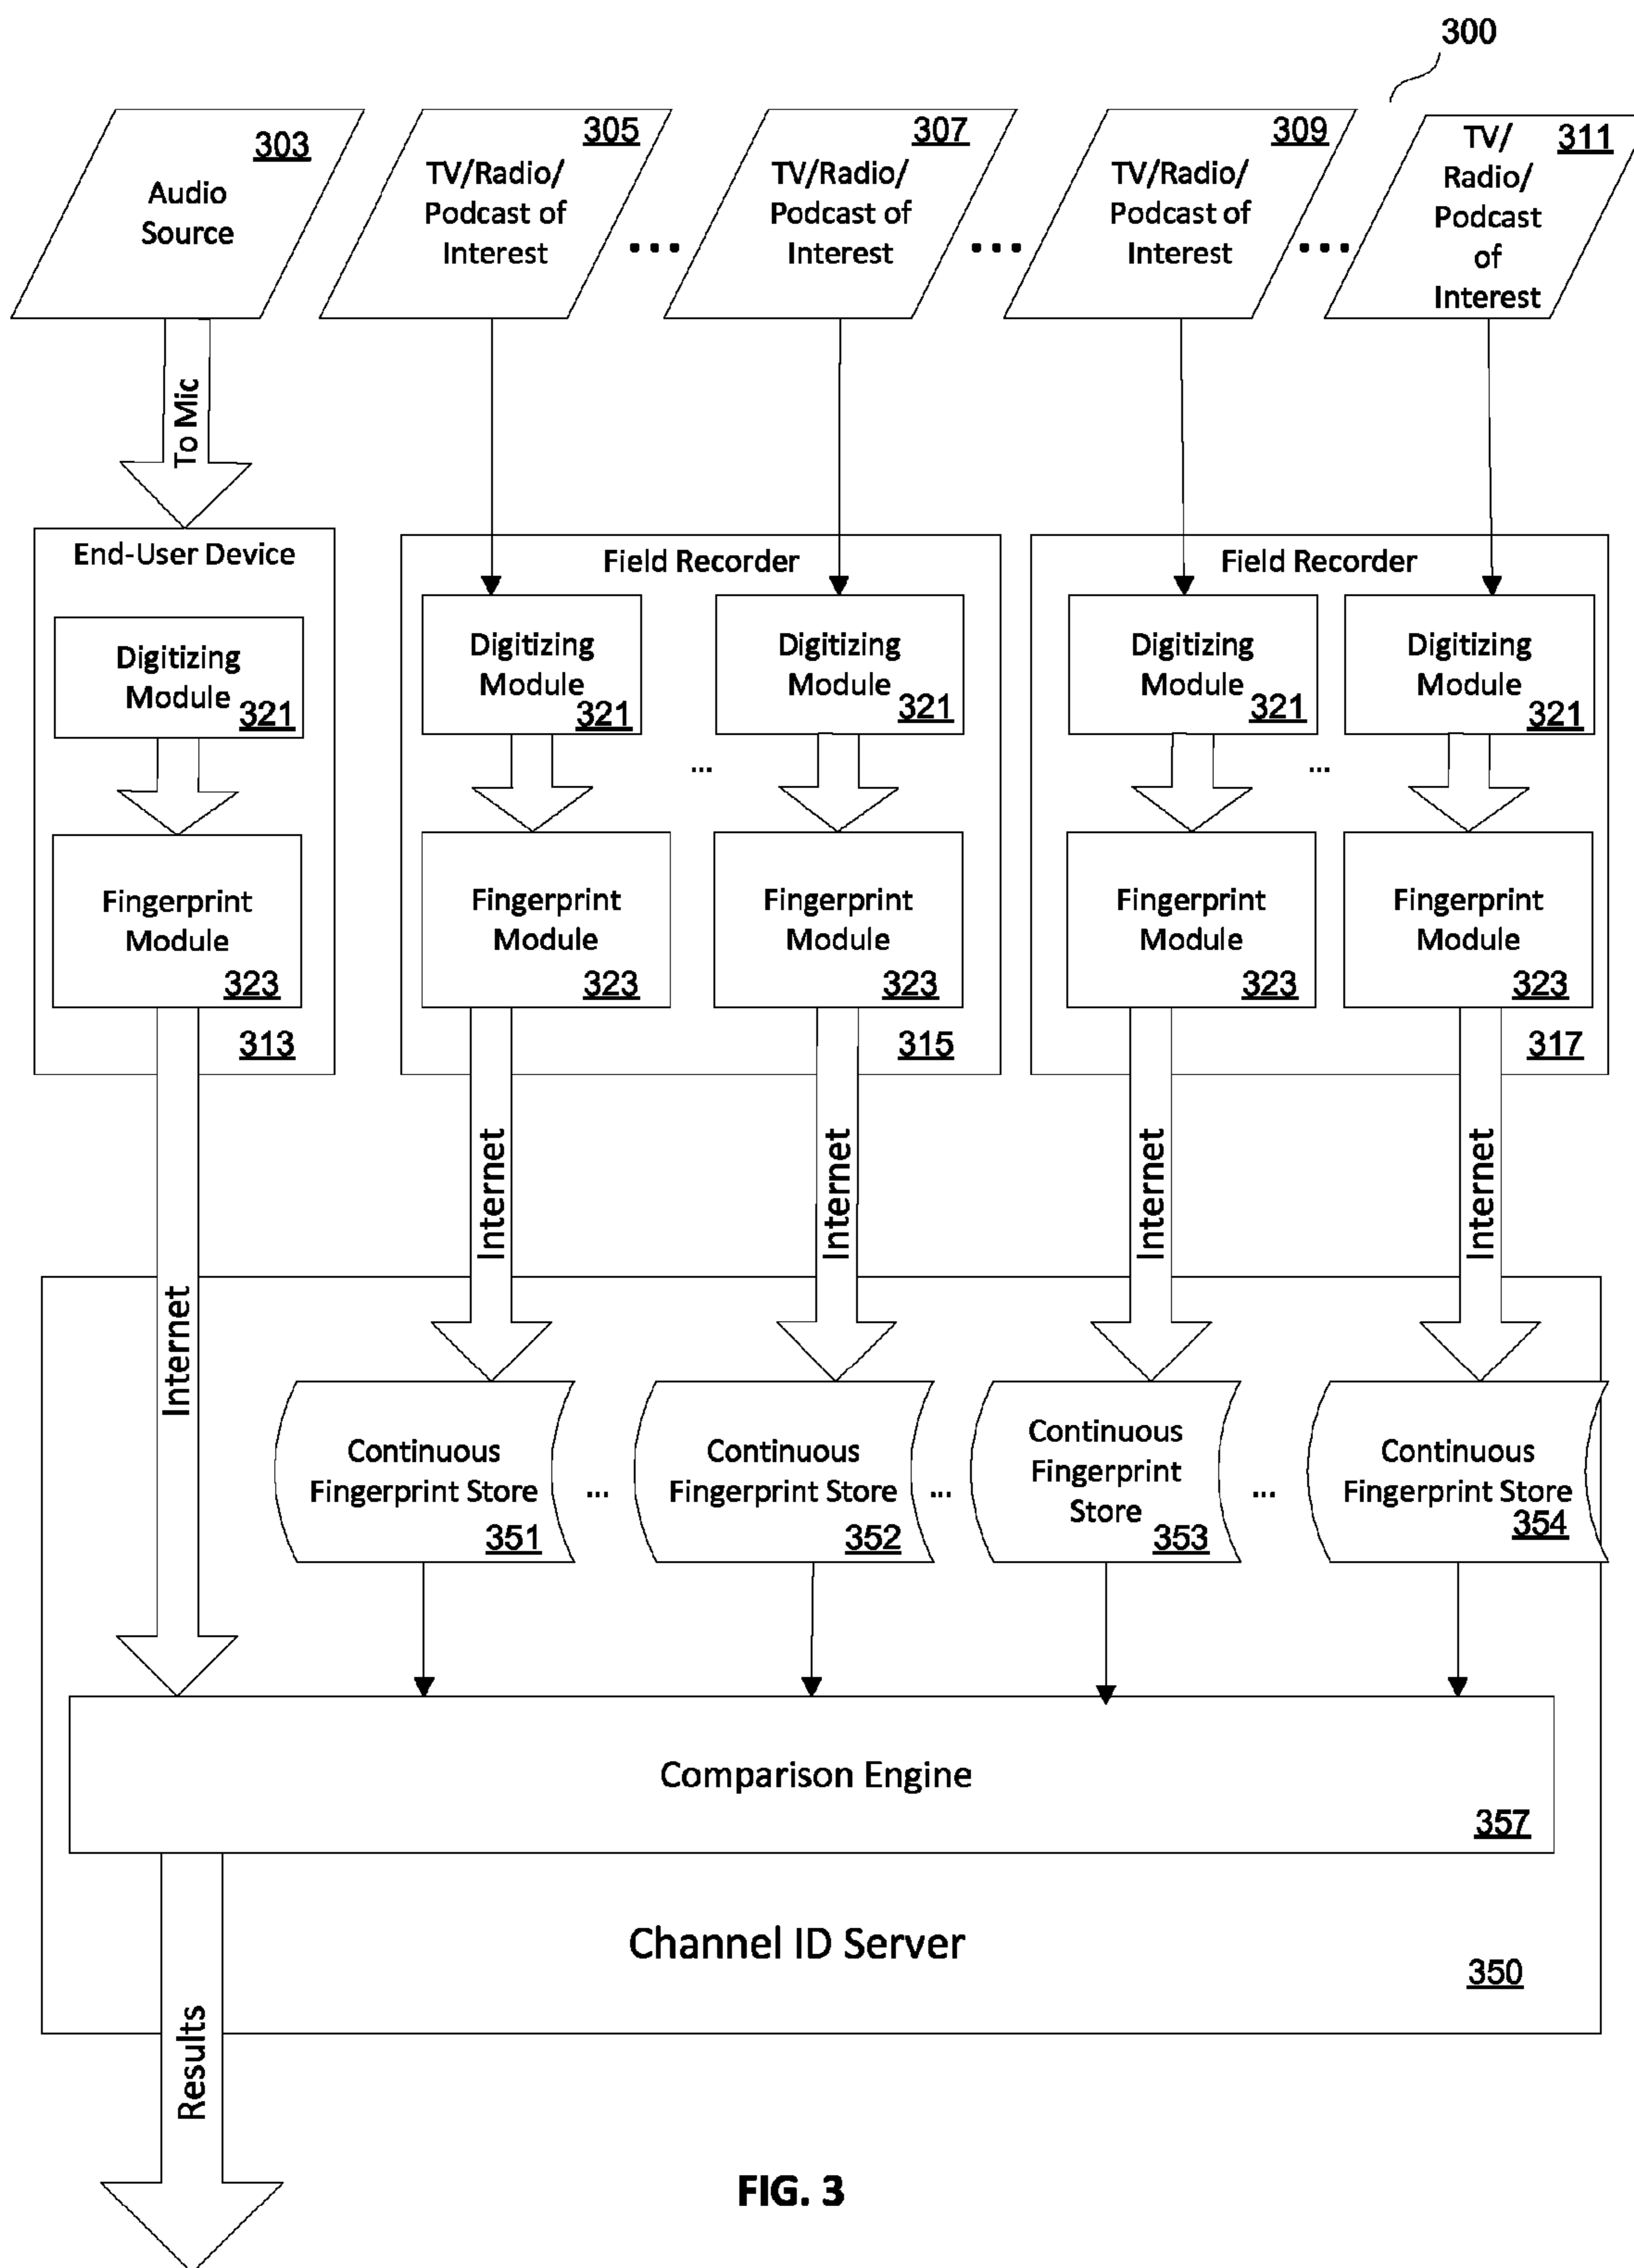 300
303
Audio
Source
305
TV/Radio/
Podcast of
Interest
...
307
TV/Radio/
Podcast of
Interest
...
309
TV/Radio/
Podcast of
Interest
...
311
TV/
Radio/
Podcast
of
Interest
To Mic
End-User Device
Digitizing
Module
321
Fingerprint
Module
323
313
Field Recorder
Digitizing
Module
321
...
Digitizing
Module
321
Fingerprint
Module
323
Fingerprint
Module
323
315
Field Recorder
Digitizing
Module
321
...
Digitizing
Module
321
Fingerprint
Module
323
Fingerprint
Module
323
317
Internet
Internet
Internet
Internet
Internet
Continuous
Fingerprint Store
351
...
Continuous
Fingerprint Store
352
...
Continuous
Fingerprint
Store
353
...
Continuous
Fingerprint Store
354
Comparison Engine
357
Channel ID Server
350
Results
FIG. 3